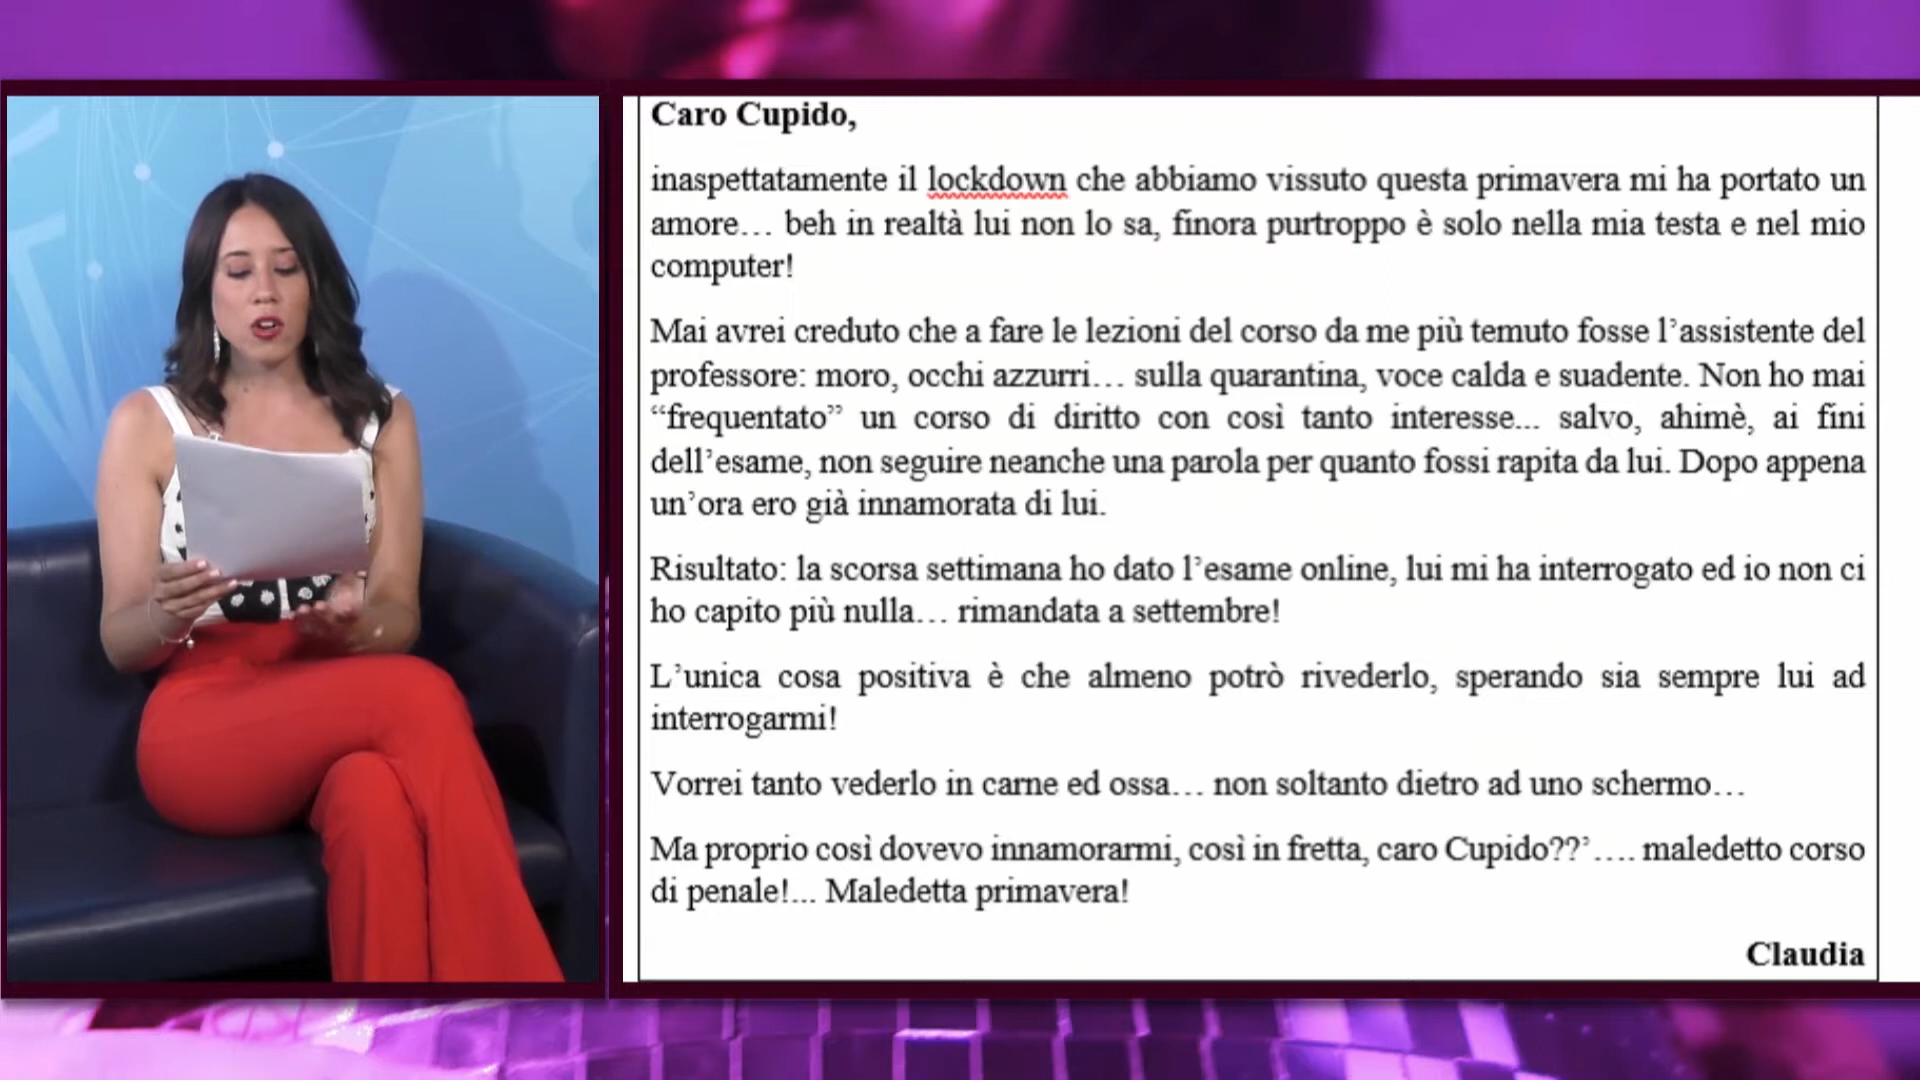 Caro Cupido,
inaspettatamente il lockdown che abbiamo vissuto questa primavera mi ha portato un
amore… beh in realtà lui non lo sa, finora purtroppo è solo nella mia testa e nel mio
computer!
Mai avrei creduto che a fare le lezioni del corso da me più temuto fosse l’assistente del
professore: moro, occhi azzurri… sulla quarantina, voce calda e suadente. Non ho mai
“frequentato” un corso di diritto con così tanto interesse... salvo, ahimè, ai fini
dell’esame, non seguire neanche una parola per quanto fossi rapita da lui. Dopo appena
un’ora ero già innamorata di lui.
Risultato: la scorsa settimana ho dato l’esame online, lui mi ha interrogato ed io non ci
ho capito più nulla… rimandata a settembre!
L’unica cosa positiva è che almeno potrò rivederlo, sperando sia sempre lui ad
interrogarmi!
Vorrei tanto vederlo in carne ed ossa… non soltanto dietro ad uno schermo…
Ma proprio così dovevo innamorarmi, così in fretta, caro Cupido??’…. maledetto corso
di penale!... Maledetta primavera!
Claudia